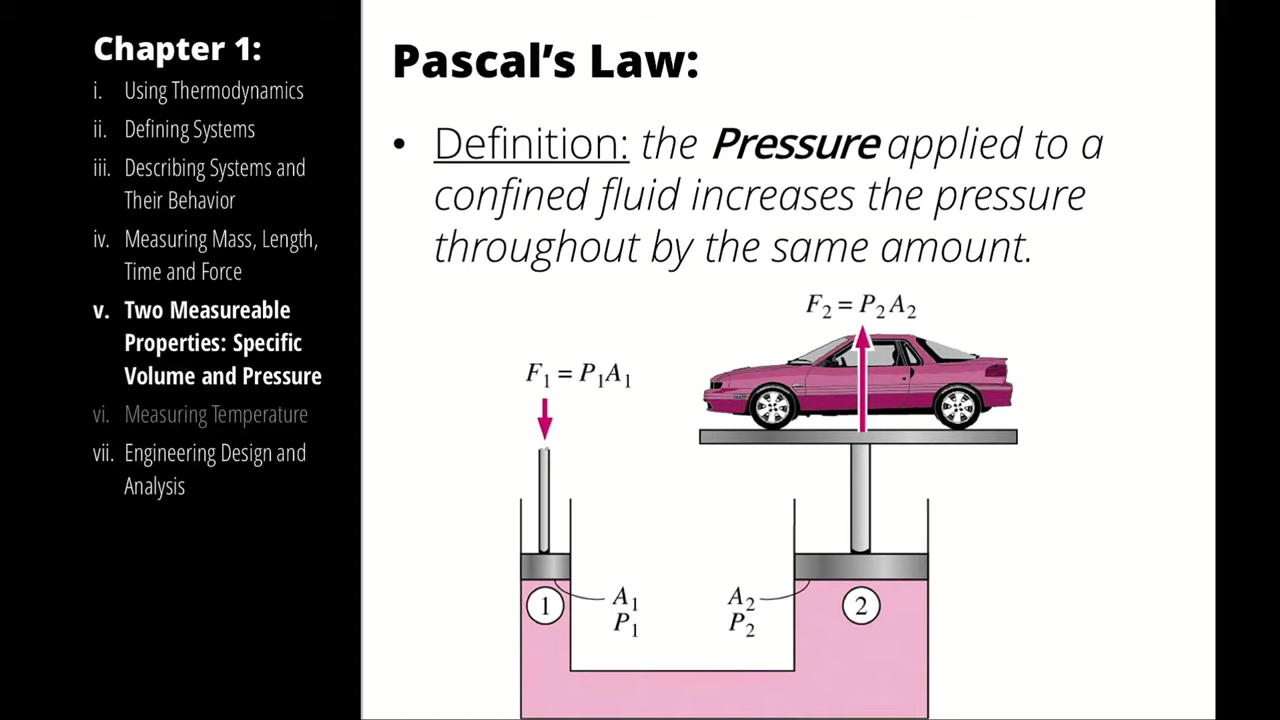 Chapter 1:
i. Using Thermodynamics
ii. Defining Systems
iii. Describing Systems and
Their Behavior
iv. Measuring Mass, Length,
Time and Force
v. Two Measureable
Properties: Specific
Volume and Pressure
vi. Measuring Temperature
vii. Engineering Design and
Analysis
Pascal's Law:
• Definition: the Pressure applied to a
confined fluid increases the pressure
throughout by the same amount.
F₂ = P₂A₂
F₁ = P₁A₁
A₁
P₁
A₂
P₂
1
2